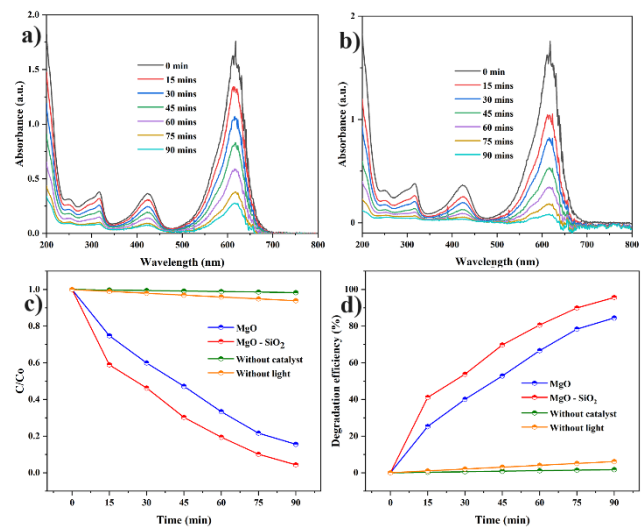 a)
2.0
1.5
1.0
0.5
0.0
Absorbance (a.u.)
0 min
15 mins
30 mins
45 mins
60 mins
75 mins
90 mins
200 300 400 500 600 700 800
Wavelength (nm)
b)
2
1
0
Absorbance (a.u.)
0 min
15 mins
30 mins
45 mins
60 mins
75 mins
90 mins
200 300 400 500 600 700 800
Wavelength (nm)
c)
1.0
0.8
0.6
0.4
0.2
0.0
C/Co
MgO
MgO - SiO₂
Without catalyst
Without light
0 15 30 45 60 75 90
Time (min)
d)
100
80
60
40
20
0
Degradation efficiency (%)
MgO
MgO - SiO₂
Without catalyst
Without light
0 15 30 45 60 75 90
Time (min)